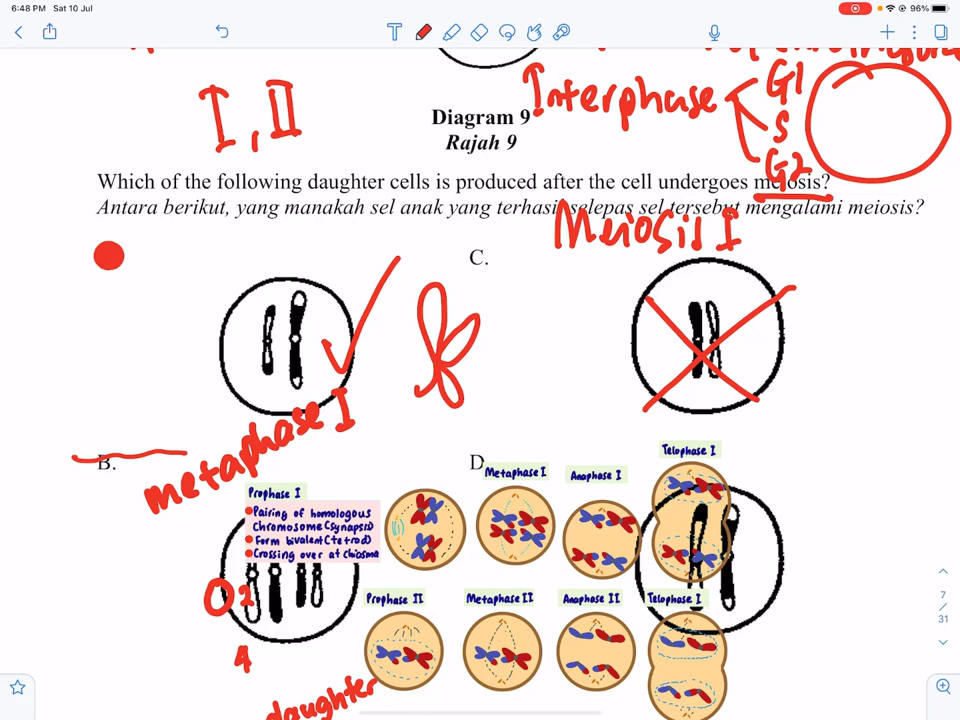 6:48 PM Sat 10 Jul
96%
I, II
Interphase
G1
S
G2
Diagram 9
Rajah 9
Which of the following daughter cells is produced after the cell undergoes meiosis?
Antara berikut, yang manakah sel anak yang terhasil selepas sel tersebut mengalami meiosis?
Meiosis I
C.
metaphase I
B.
D
Prophase I
Pairing of homologous
Chromosome (synapsis)
Form bivalent (tetrad)
Crossing over at chiasma
Metaphase I
Anaphase I
Telophase I
Prophase II
Metaphase II
Anaphase II
Telophase I
2
4
daughter
7
/
31